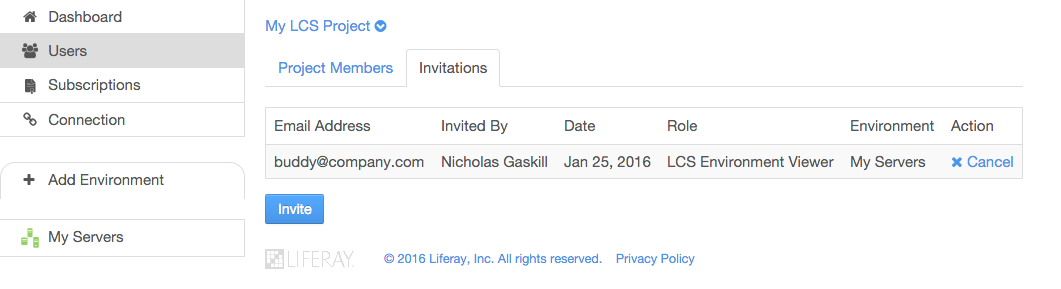 Dashboard
Users
Subscriptions
Connection
Add Environment
My Servers
My LCS Project
Project Members Invitations
Email Address Invited By Date Role Environment Action
buddy@company.com Nicholas Gaskill Jan 25, 2016 LCS Environment Viewer My Servers Cancel
Invite
LIFERAY. © 2016 Liferay, Inc. All rights reserved. Privacy Policy